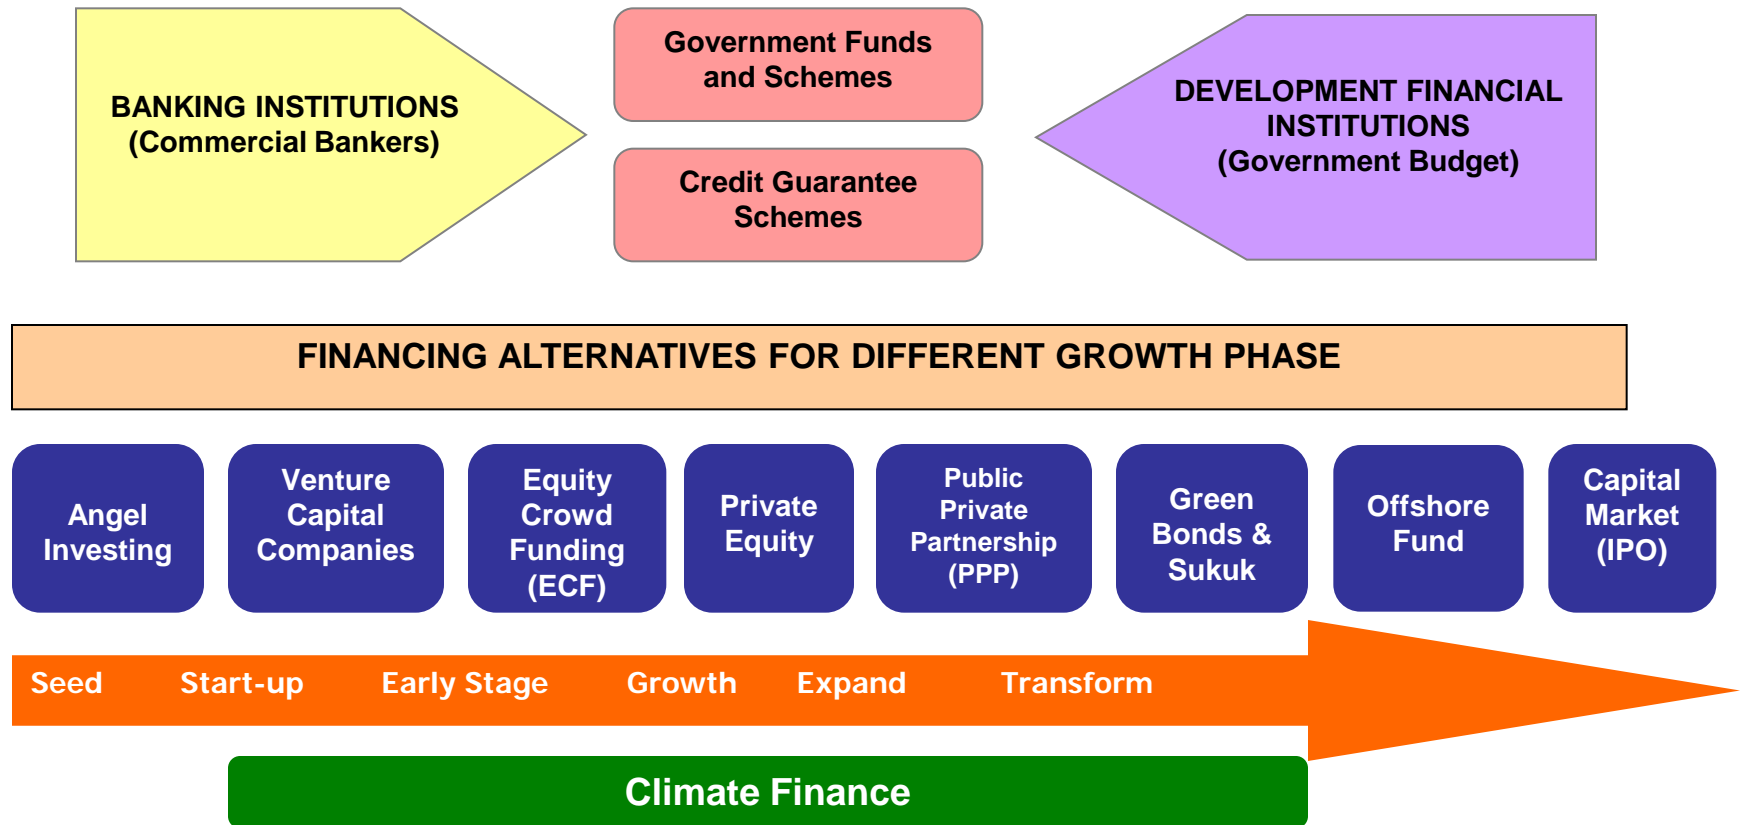 BANKING INSTITUTIONS
(Commercial Bankers)
Government Funds
and Schemes
Credit Guarantee
Schemes
DEVELOPMENT FINANCIAL
INSTITUTIONS
(Government Budget)
FINANCING ALTERNATIVES FOR DIFFERENT GROWTH PHASE
Angel
Investing
Venture
Capital
Companies
Equity
Crowd
Funding
(ECF)
Private
Equity
Public
Private
Partnership
(PPP)
Green
Bonds &
Sukuk
Offshore
Fund
Capital
Market
(IPO)
Seed Start-up Early Stage Growth Expand Transform
Climate Finance